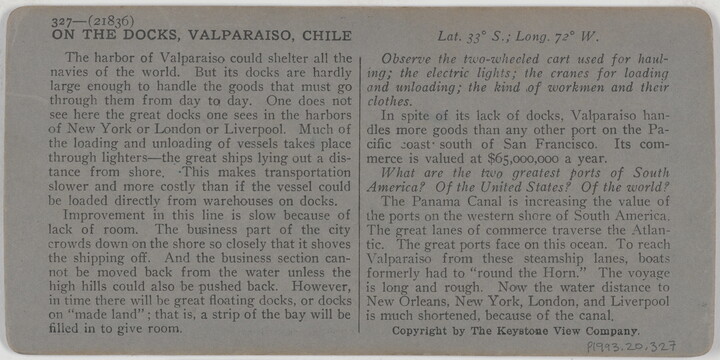 327—(21836)
ON THE DOCKS, VALPARAISO, CHILE
The harbor of Valparaiso could shelter all the
navies of the world. But its docks are hardly
large enough to handle the goods that must go
through them from day to day. One does not
see here the great docks one sees in the harbors
of New York or London or Liverpool. Much of
the loading and unloading of vessels takes place
through lighters—the great ships lying out a dis-
tance from shore. This makes transportation
slower and more costly than if the vessel could
be loaded directly from warehouses on docks.
Improvement in this line is slow because of
lack of room. The business part of the city
crowds down on the shore so closely that it shoves
the shipping off. And the business section can-
not be moved back from the water unless the
high hills could also be pushed back. However,
in time there will be great floating docks, or docks
on "made land"; that is, a strip of the bay will be
filled in to give room.
Lat. 33° S.; Long. 72° W.
Observe the two-wheeled cart used for haul-
ing; the electric lights; the cranes for loading
and unloading; the kind of workmen and their
clothes.
In spite of its lack of docks, Valparaiso han-
dles more goods than any other port on the Pa-
cific coast south of San Francisco. Its com-
merce is valued at $65,000,000 a year.
What are the two greatest ports of South
America? Of the United States? Of the world?
The Panama Canal is increasing the value of
the ports on the western shore of South America.
The great lanes of commerce traverse the Atlan-
tic. The great ports face on this ocean. To reach
Valparaiso from these steamship lanes, boats
formerly had to "round the Horn." The voyage
is long and rough. Now the water distance to
New Orleans, New York, London, and Liverpool
is much shortened, because of the canal.
Copyright by The Keystone View Company.
P1993.20.327